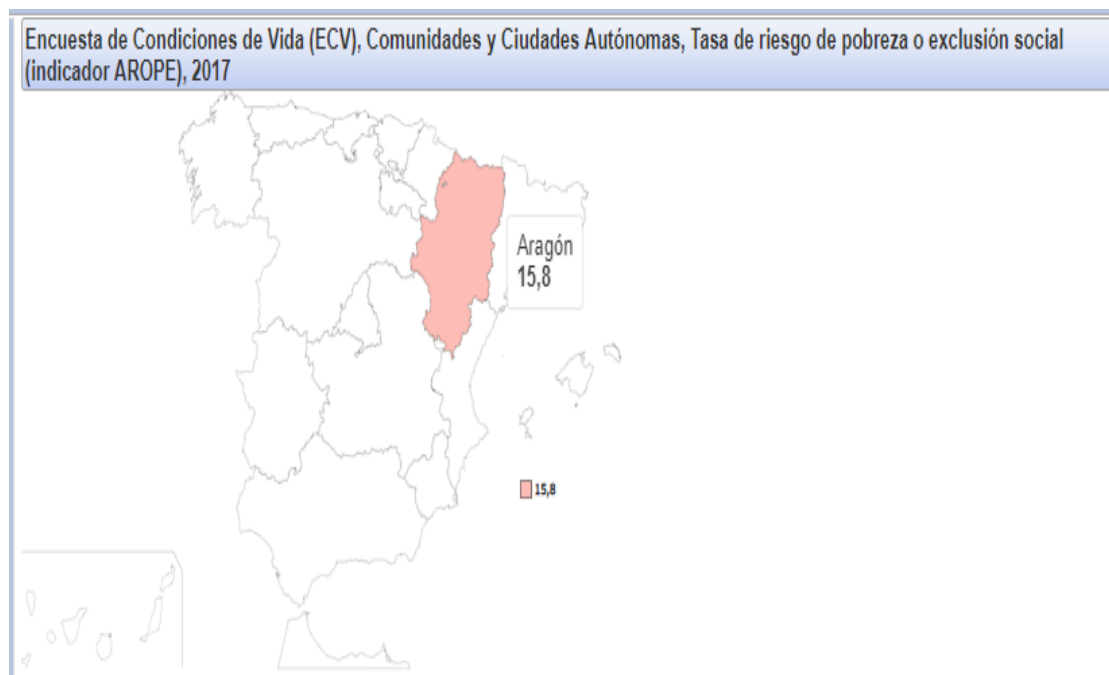 Encuesta de Condiciones de Vida (ECV), Comunidades y Ciudades Autónomas, Tasa de riesgo de pobreza o exclusión social
(indicador AROPE), 2017
Aragón
15,8
15,8